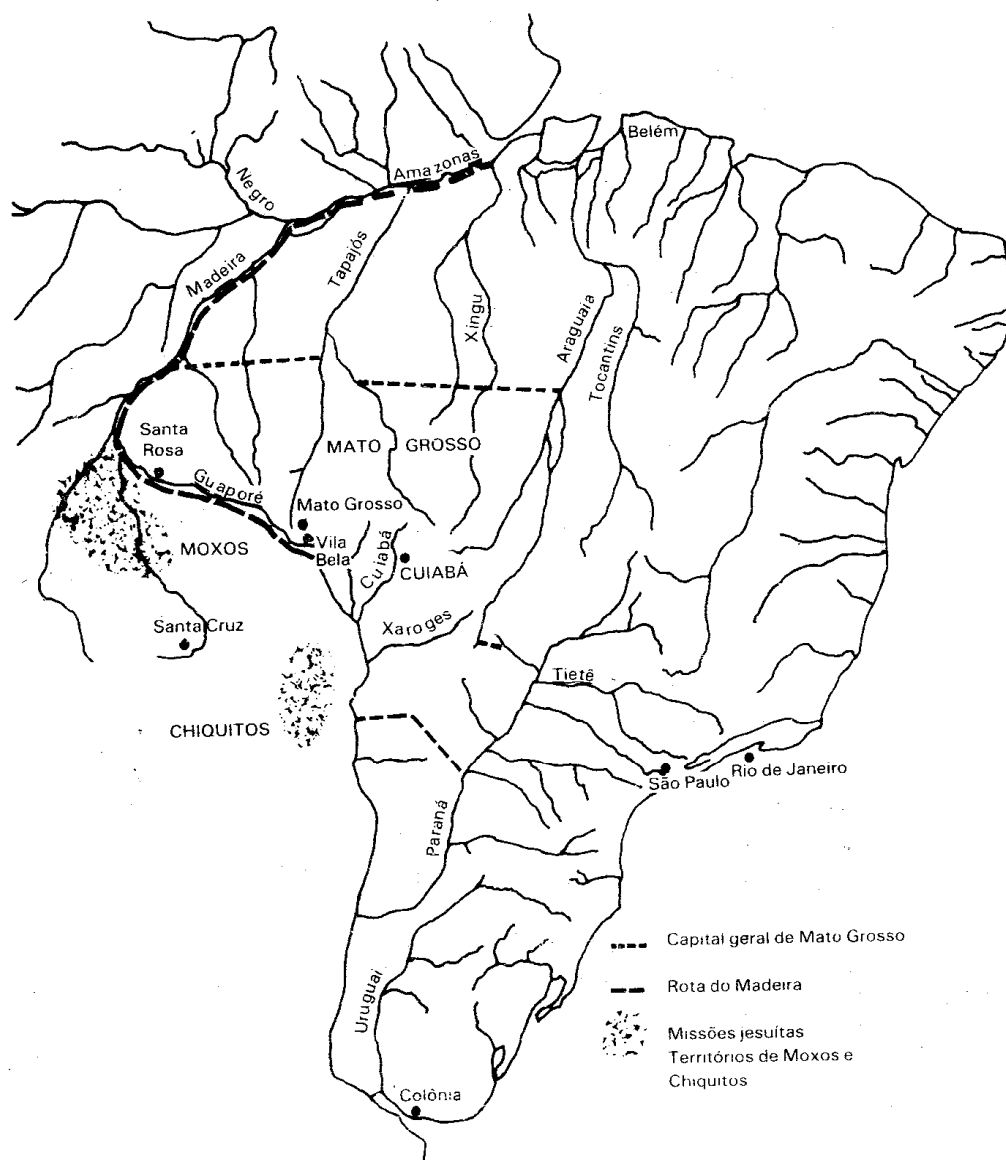 Belém
Amazonas
Negro
Madeira
Tapajós
Xingu
Araguaia
Tocantins
Santa
Rosa
MATO GROSSO
Guaporé
Mato Grosso
Vila
Bela
MOXOS
Cuiabá
CUIABÁ
Xaroges
Santa Cruz
Tietê
CHIQUITOS
São Paulo
Rio de Janeiro
Paraná
Uruguai
Colônia
Capital geral de Mato Grosso
Rota do Madeira
Missões jesuítas
Territórios de Moxos e
Chiquitos